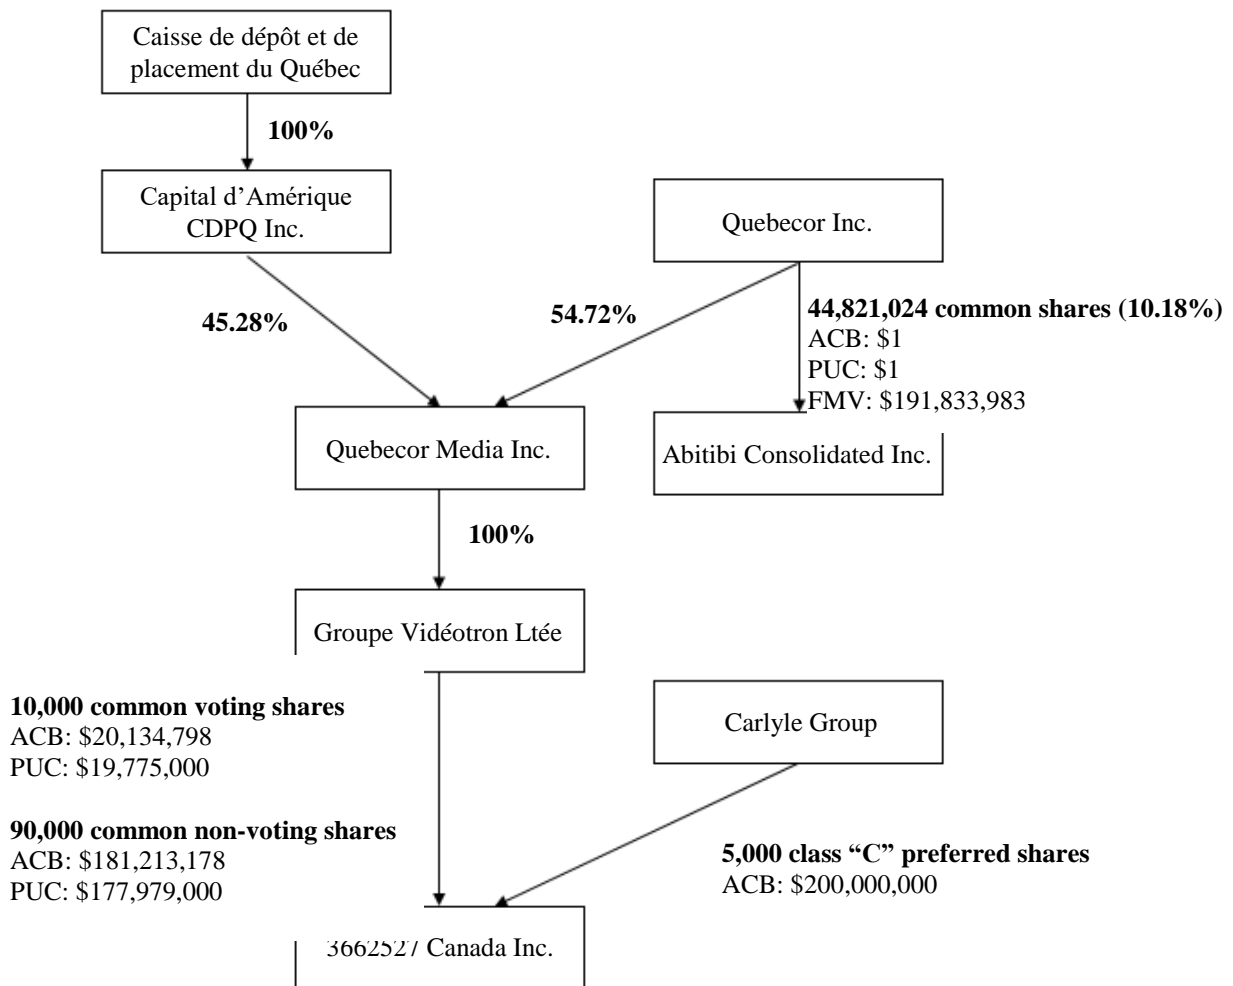 Caisse de dépôt et de
placement du Québec
100%
Capital d’Amérique
CDPQ Inc.
Quebecor Inc.
45.28%
54.72%
44,821,024 common shares (10.18%)
ACB: $1
PUC: $1
FMV: $191,833,983
Quebecor Media Inc.
Abitibi Consolidated Inc.
100%
Groupe Vidéotron Ltée
10,000 common voting shares
ACB: $20,134,798
PUC: $19,775,000
Carlyle Group
90,000 common non-voting shares
ACB: $181,213,178
PUC: $177,979,000
5,000 class “C” preferred shares
ACB: $200,000,000
3662527 Canada Inc.